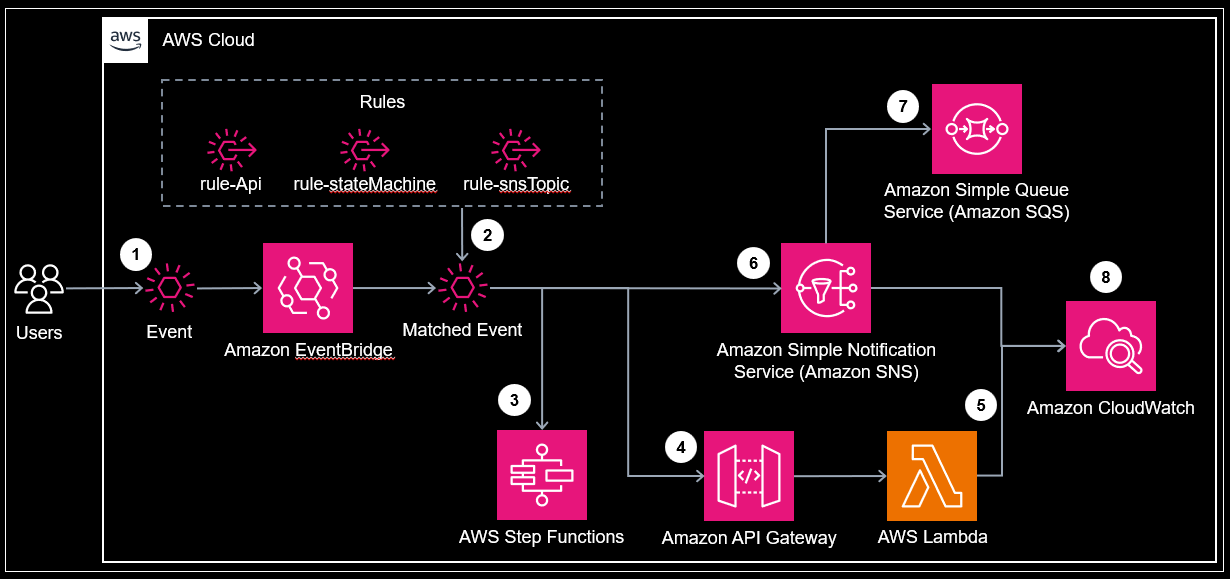 aws
AWS Cloud
Rules
rule-Api
rule-stateMachine
rule-snsTopic
7
Amazon Simple Queue
Service (Amazon SQS)
1
2
6
8
Users
Event
Amazon EventBridge
Matched Event
Amazon Simple Notification
Service (Amazon SNS)
Amazon CloudWatch
3
4
5
</>
AWS Step Functions
Amazon API Gateway
AWS Lambda